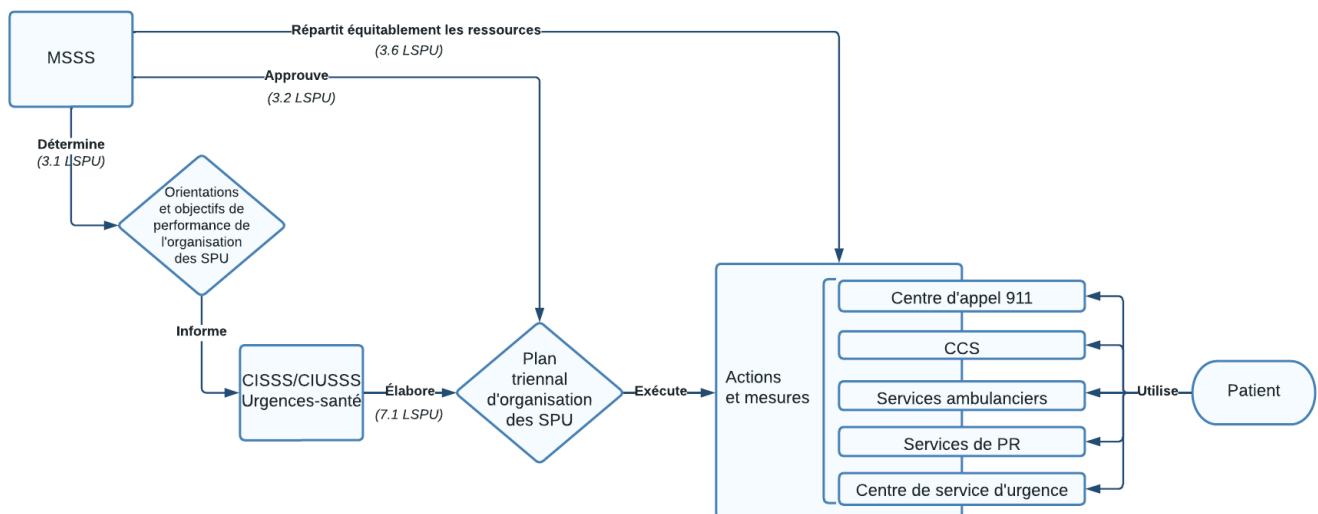 MSSS
Répartit équitablement les ressources
(3.6 LSPU)
Approuve
(3.2 LSPU)
Détermine
(3.1 LSPU)
Orientations
et objectifs de
performance de
l'organisation
des SPU
Informe
CISSS/CIUSSS
Urgences-santé
Élabore
(7.1 LSPU)
Plan
triennal
d'organisation
des SPU
Exécute
Actions
et mesures
Centre d'appel 911
CCS
Services ambulanciers
Services de PR
Centre de service d'urgence
Utilise
Patient